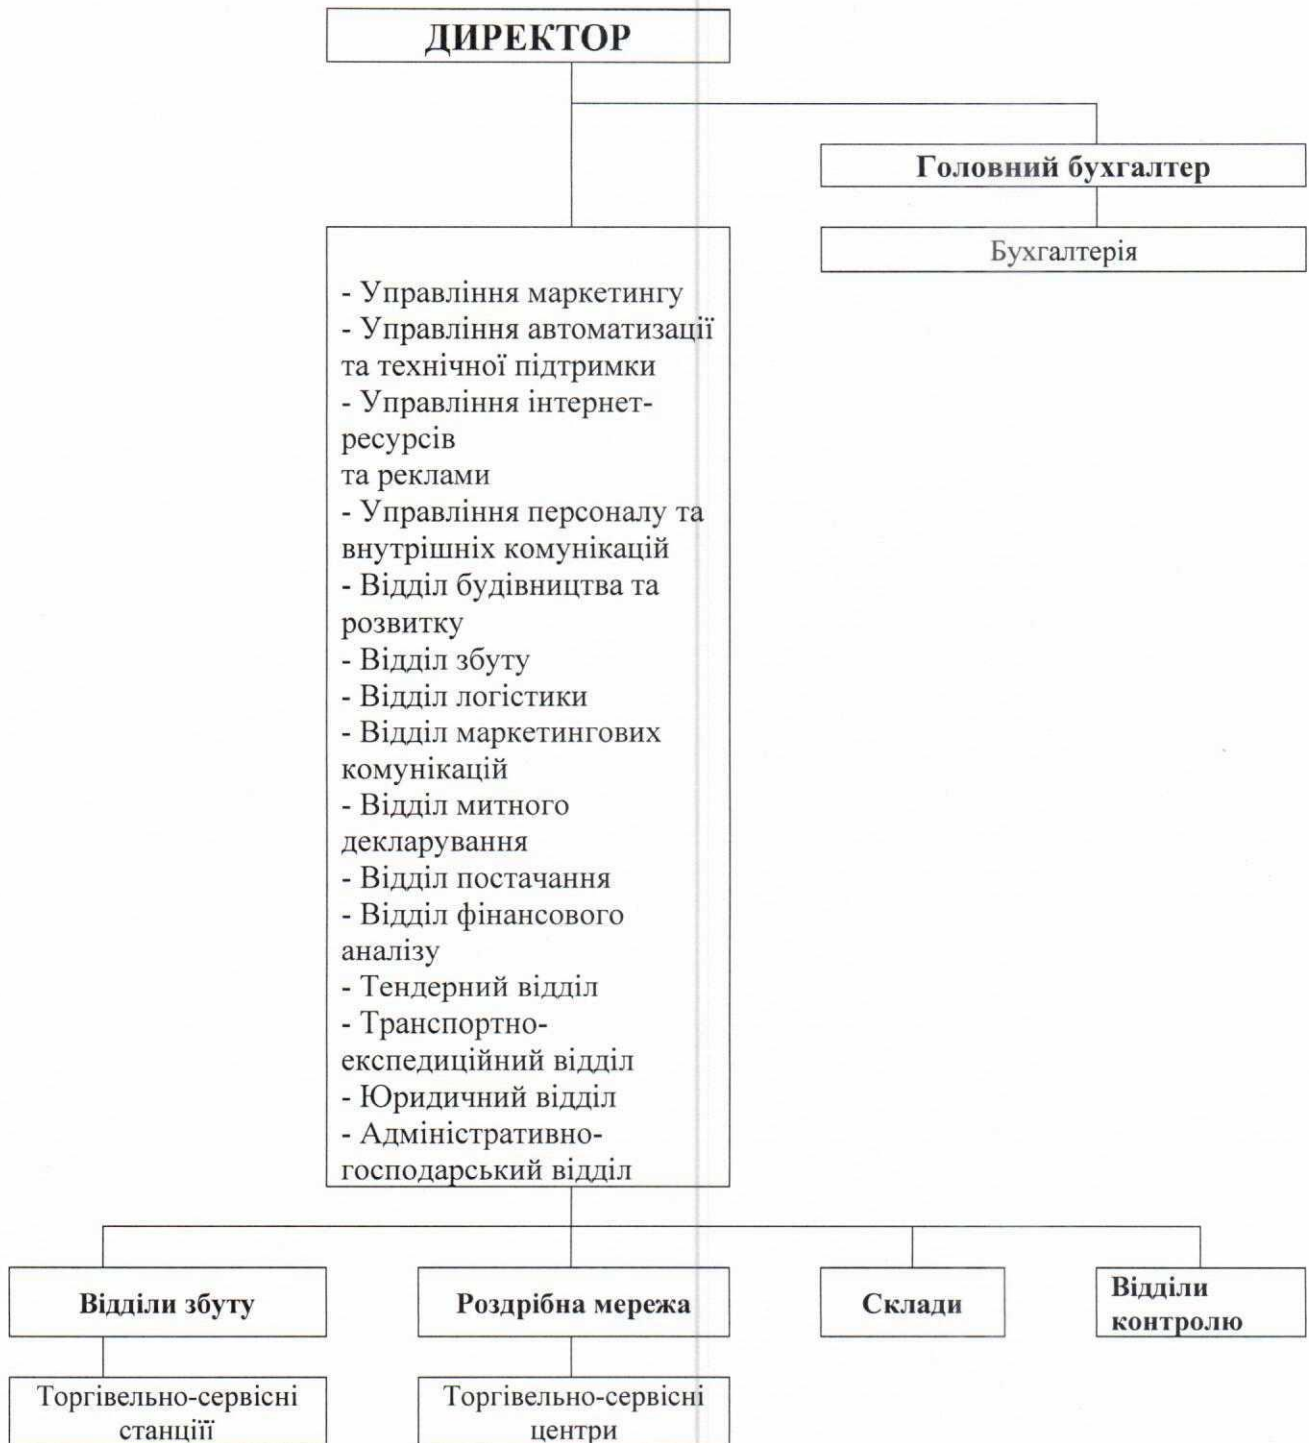 ДИРЕКТОР
Головний бухгалтер
Бухгалтерія
- Управління маркетингу
- Управління автоматизації
та технічної підтримки
- Управління інтернет-
ресурсів
та реклами
- Управління персоналу та
внутрішніх комунікацій
- Відділ будівництва та
розвитку
- Відділ збуту
- Відділ логістики
- Відділ маркетингових
комунікацій
- Відділ митного
декларування
- Відділ постачання
- Відділ фінансового
аналізу
- Тендерний відділ
- Транспортно-
експедиційний відділ
- Юридичний відділ
- Адміністративно-
господарський відділ
Відділи збуту
Роздрібна мережа
Склади
Відділи
контролю
Торгівельно-сервісні
станціїї
Торгівельно-сервісні
центри